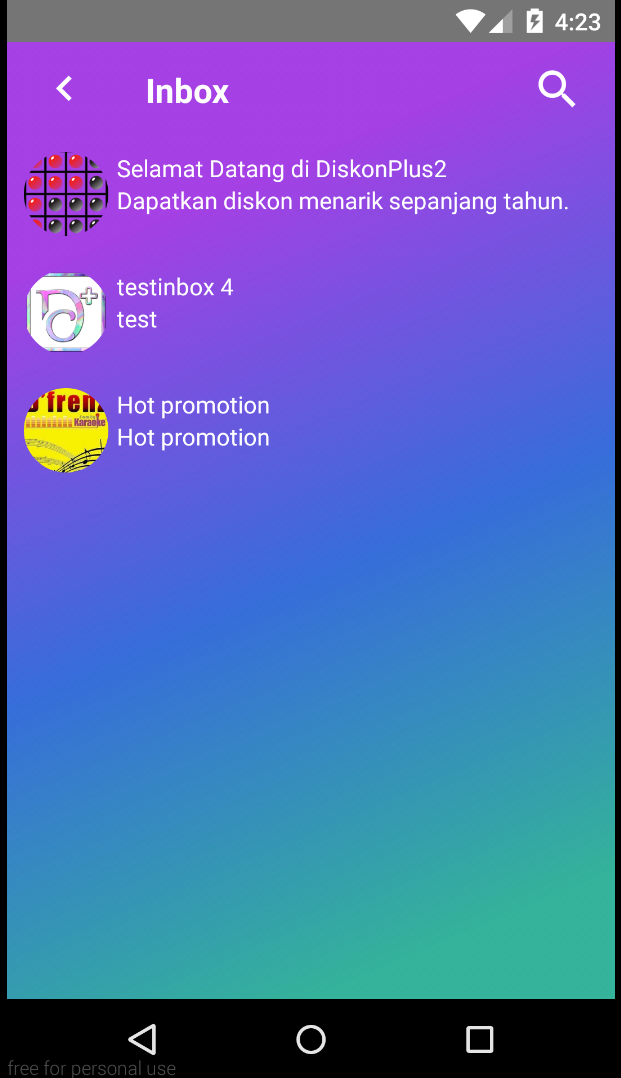 4:23
Inbox
Selamat Datang di DiskonPlus2
Dapatkan diskon menarik sepanjang tahun.
testinbox 4
test
Hot promotion
Karaoke
Hot promotion
free for personal use